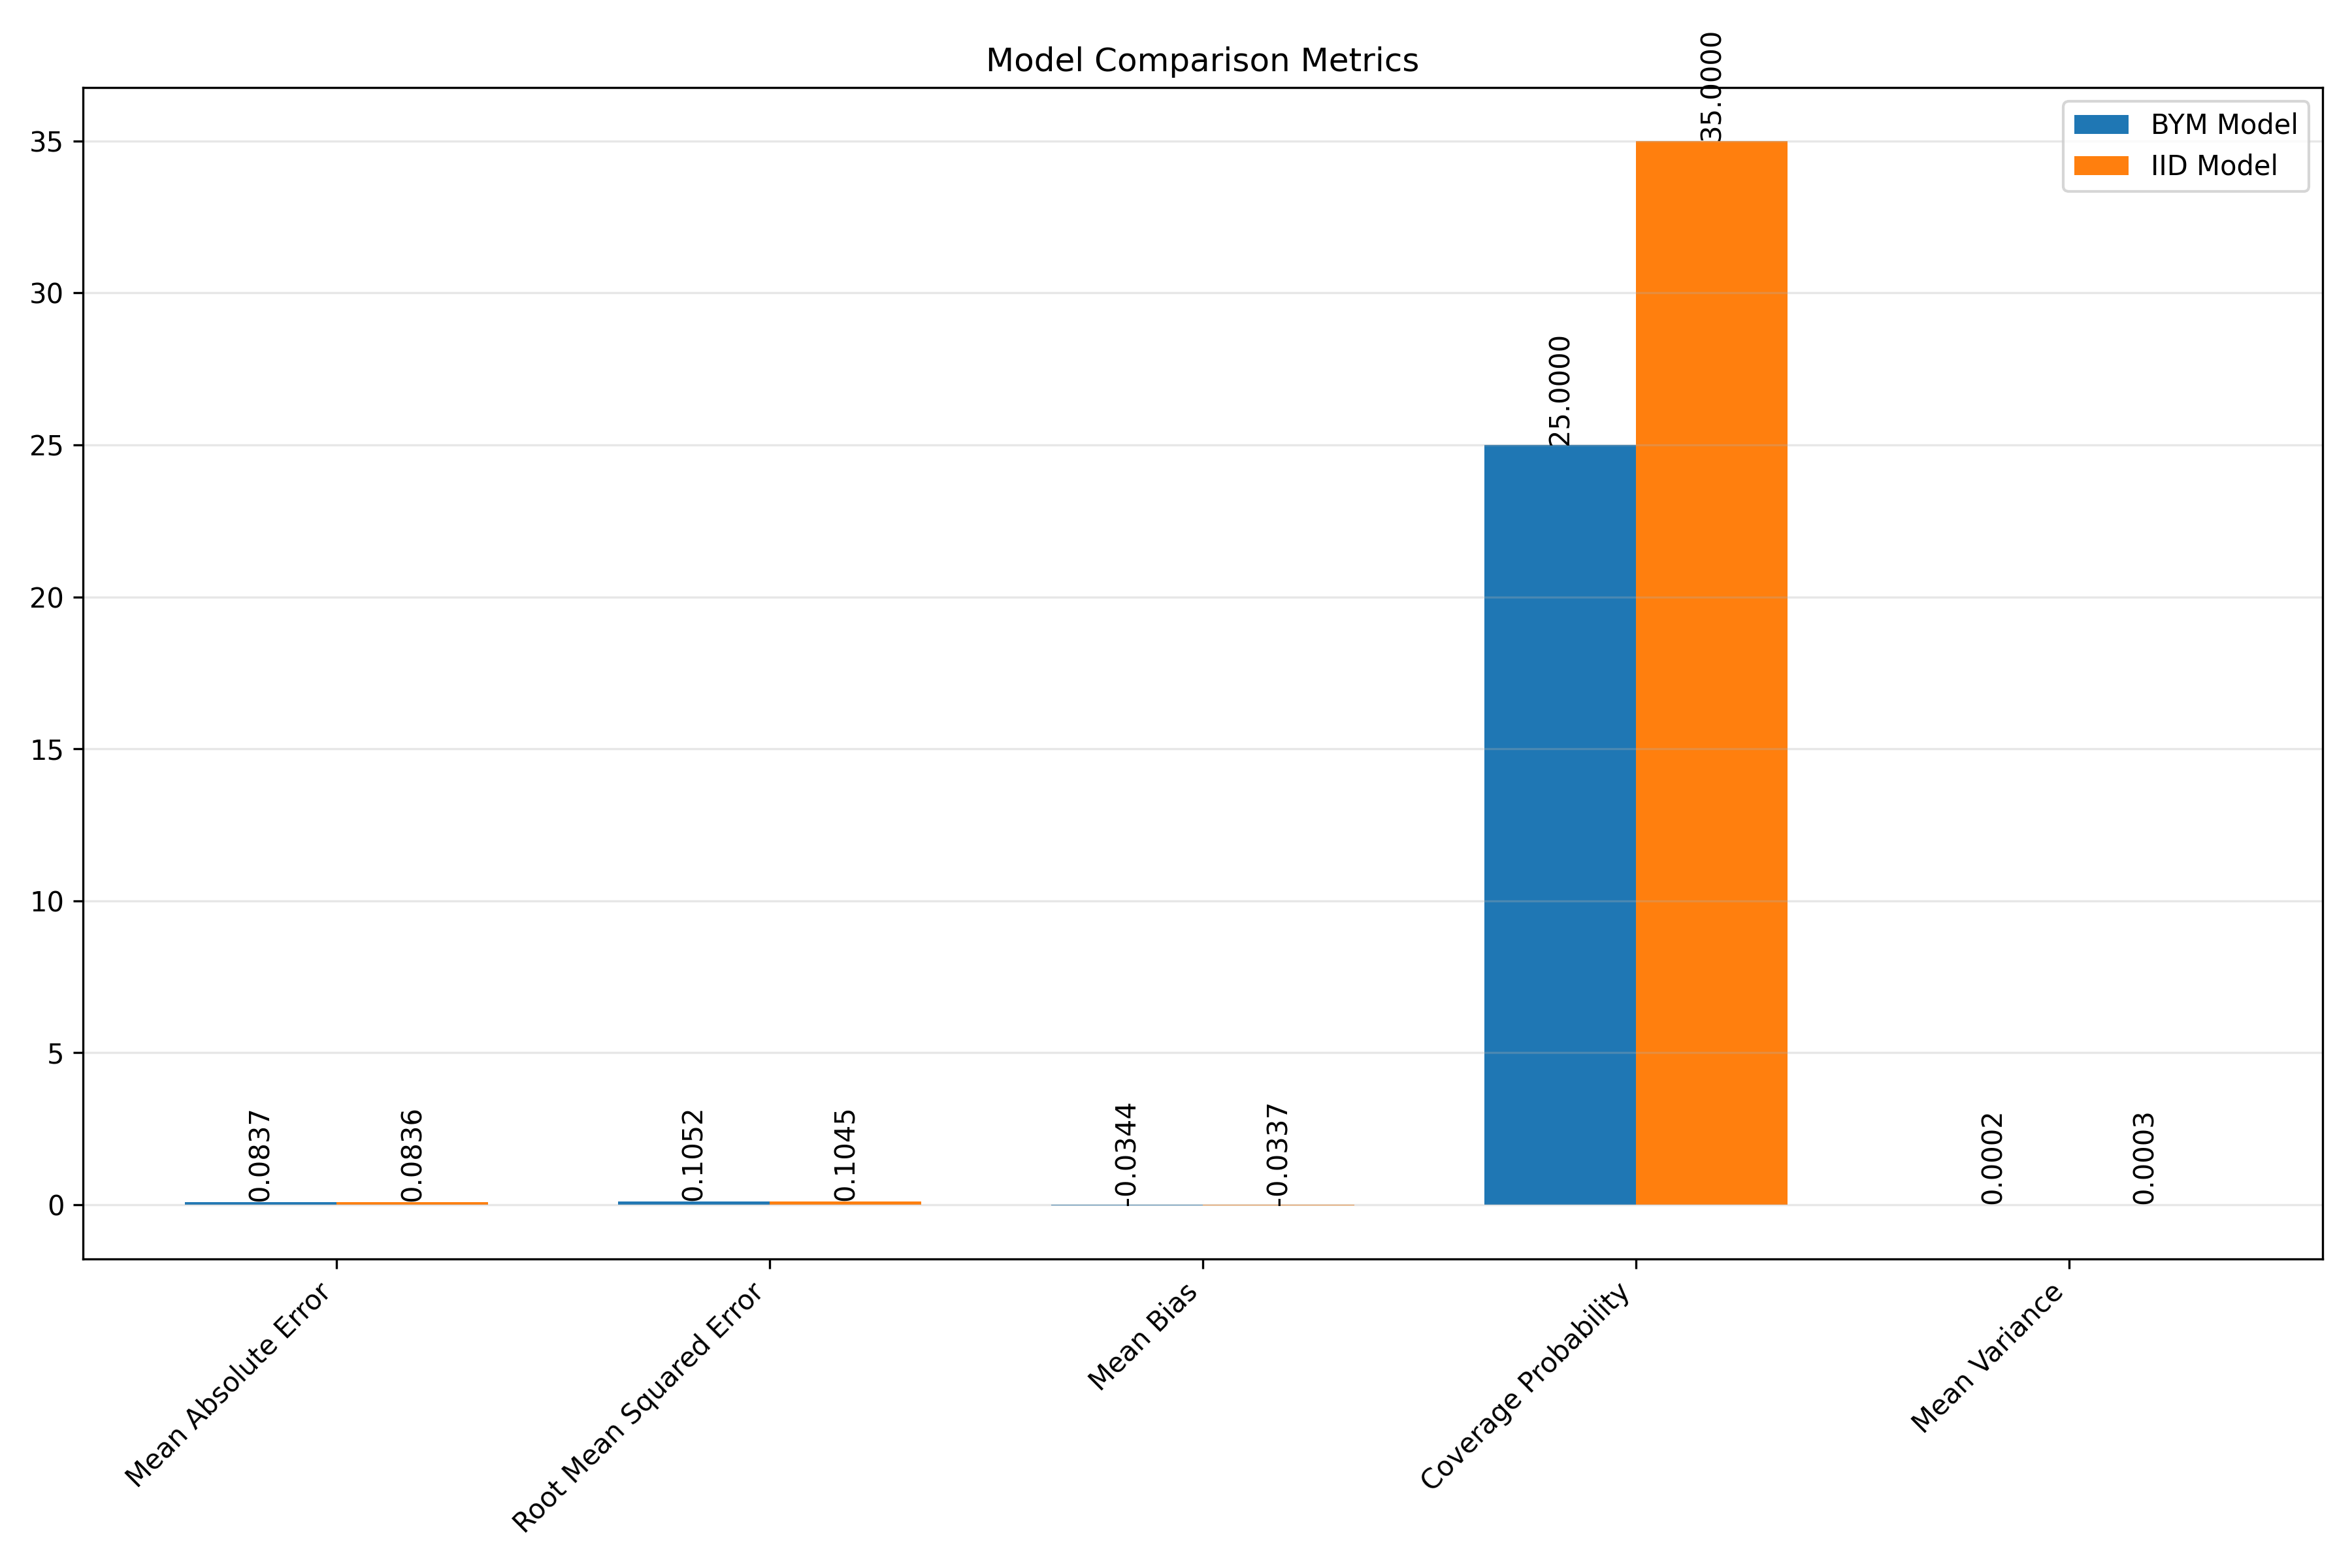 Model Comparison Metrics
BYM Model
IID Model
35
30
25
20
15
10
5
0
0.0837
0.0836
0.1052
0.1045
-0.0344
-0.0337
25.0000
35.0000
0.0002
0.0003
Mean Absolute Error
Root Mean Squared Error
Mean Bias
Coverage Probability
Mean Variance